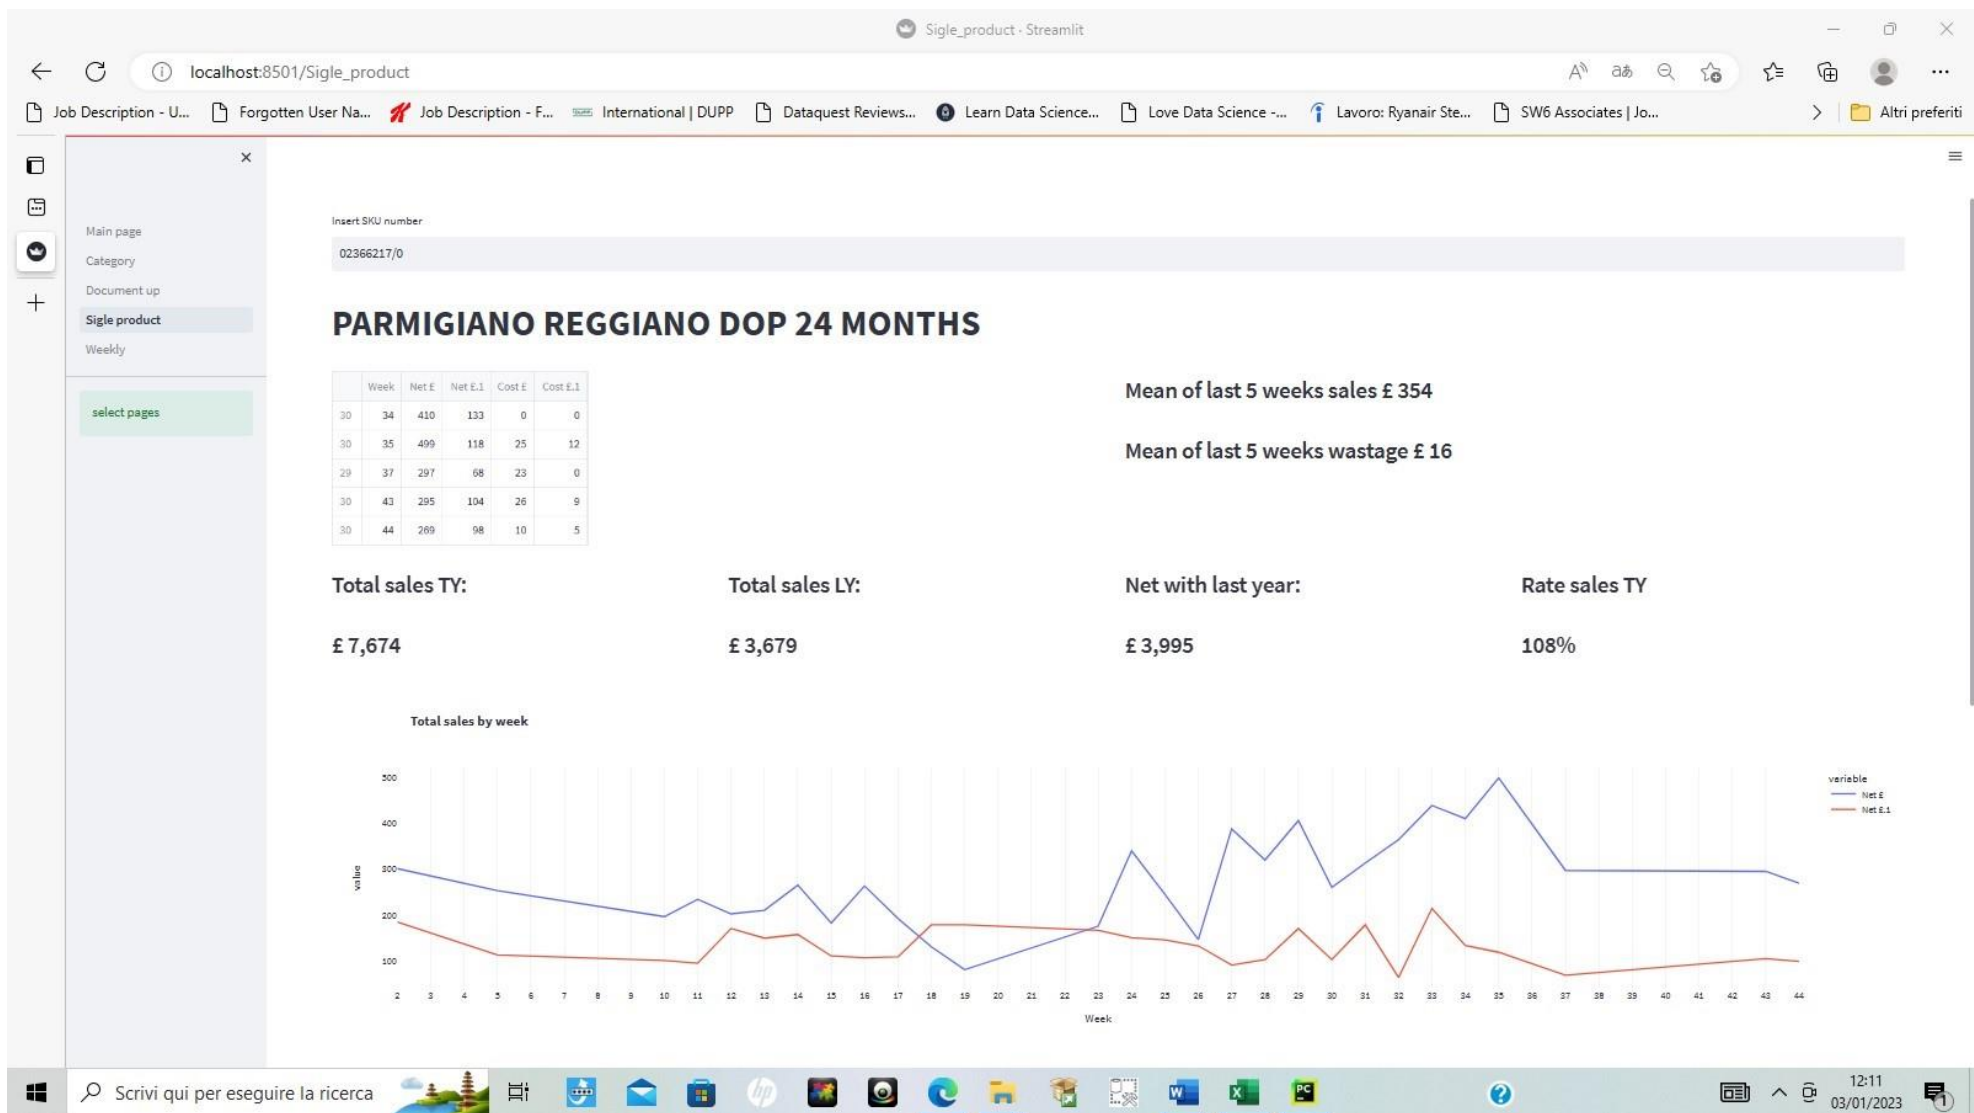 Sigle_product - Streamlit
localhost:8501/Sigle_product
Job Description - U... Forgotten User Na... Job Description - F... International | DUPP Dataquest Reviews... Learn Data Science... Love Data Science -... Lavoro: Ryanair Ste... SW6 Associates | Jo... Altri preferiti
Main page
Category
Document up
Sigle product
Weekly
select pages
Insert SKU number
02366217/0
PARMIGIANO REGGIANO DOP 24 MONTHS
Week Net £ Net £.1 Cost £ Cost £.1
30 34 410 133 0 0
30 35 499 118 25 12
29 37 297 68 23 0
30 43 295 104 26 9
30 44 269 98 10 5
Mean of last 5 weeks sales £ 354
Mean of last 5 weeks wastage £ 16
Total sales TY: Total sales LY: Net with last year: Rate sales TY
£ 7,674 £ 3,679 £ 3,995 108%
Total sales by week
variable
Net £
Net £.1
value
500
400
300
200
100
2 3 4 5 6 7 8 9 10 11 12 13 14 15 16 17 18 19 20 21 22 23 24 25 26 27 28 29 30 31 32 33 34 35 36 37 38 39 40 41 42 43 44
Week
Scrivi qui per eseguire la ricerca
12:11
03/01/2023